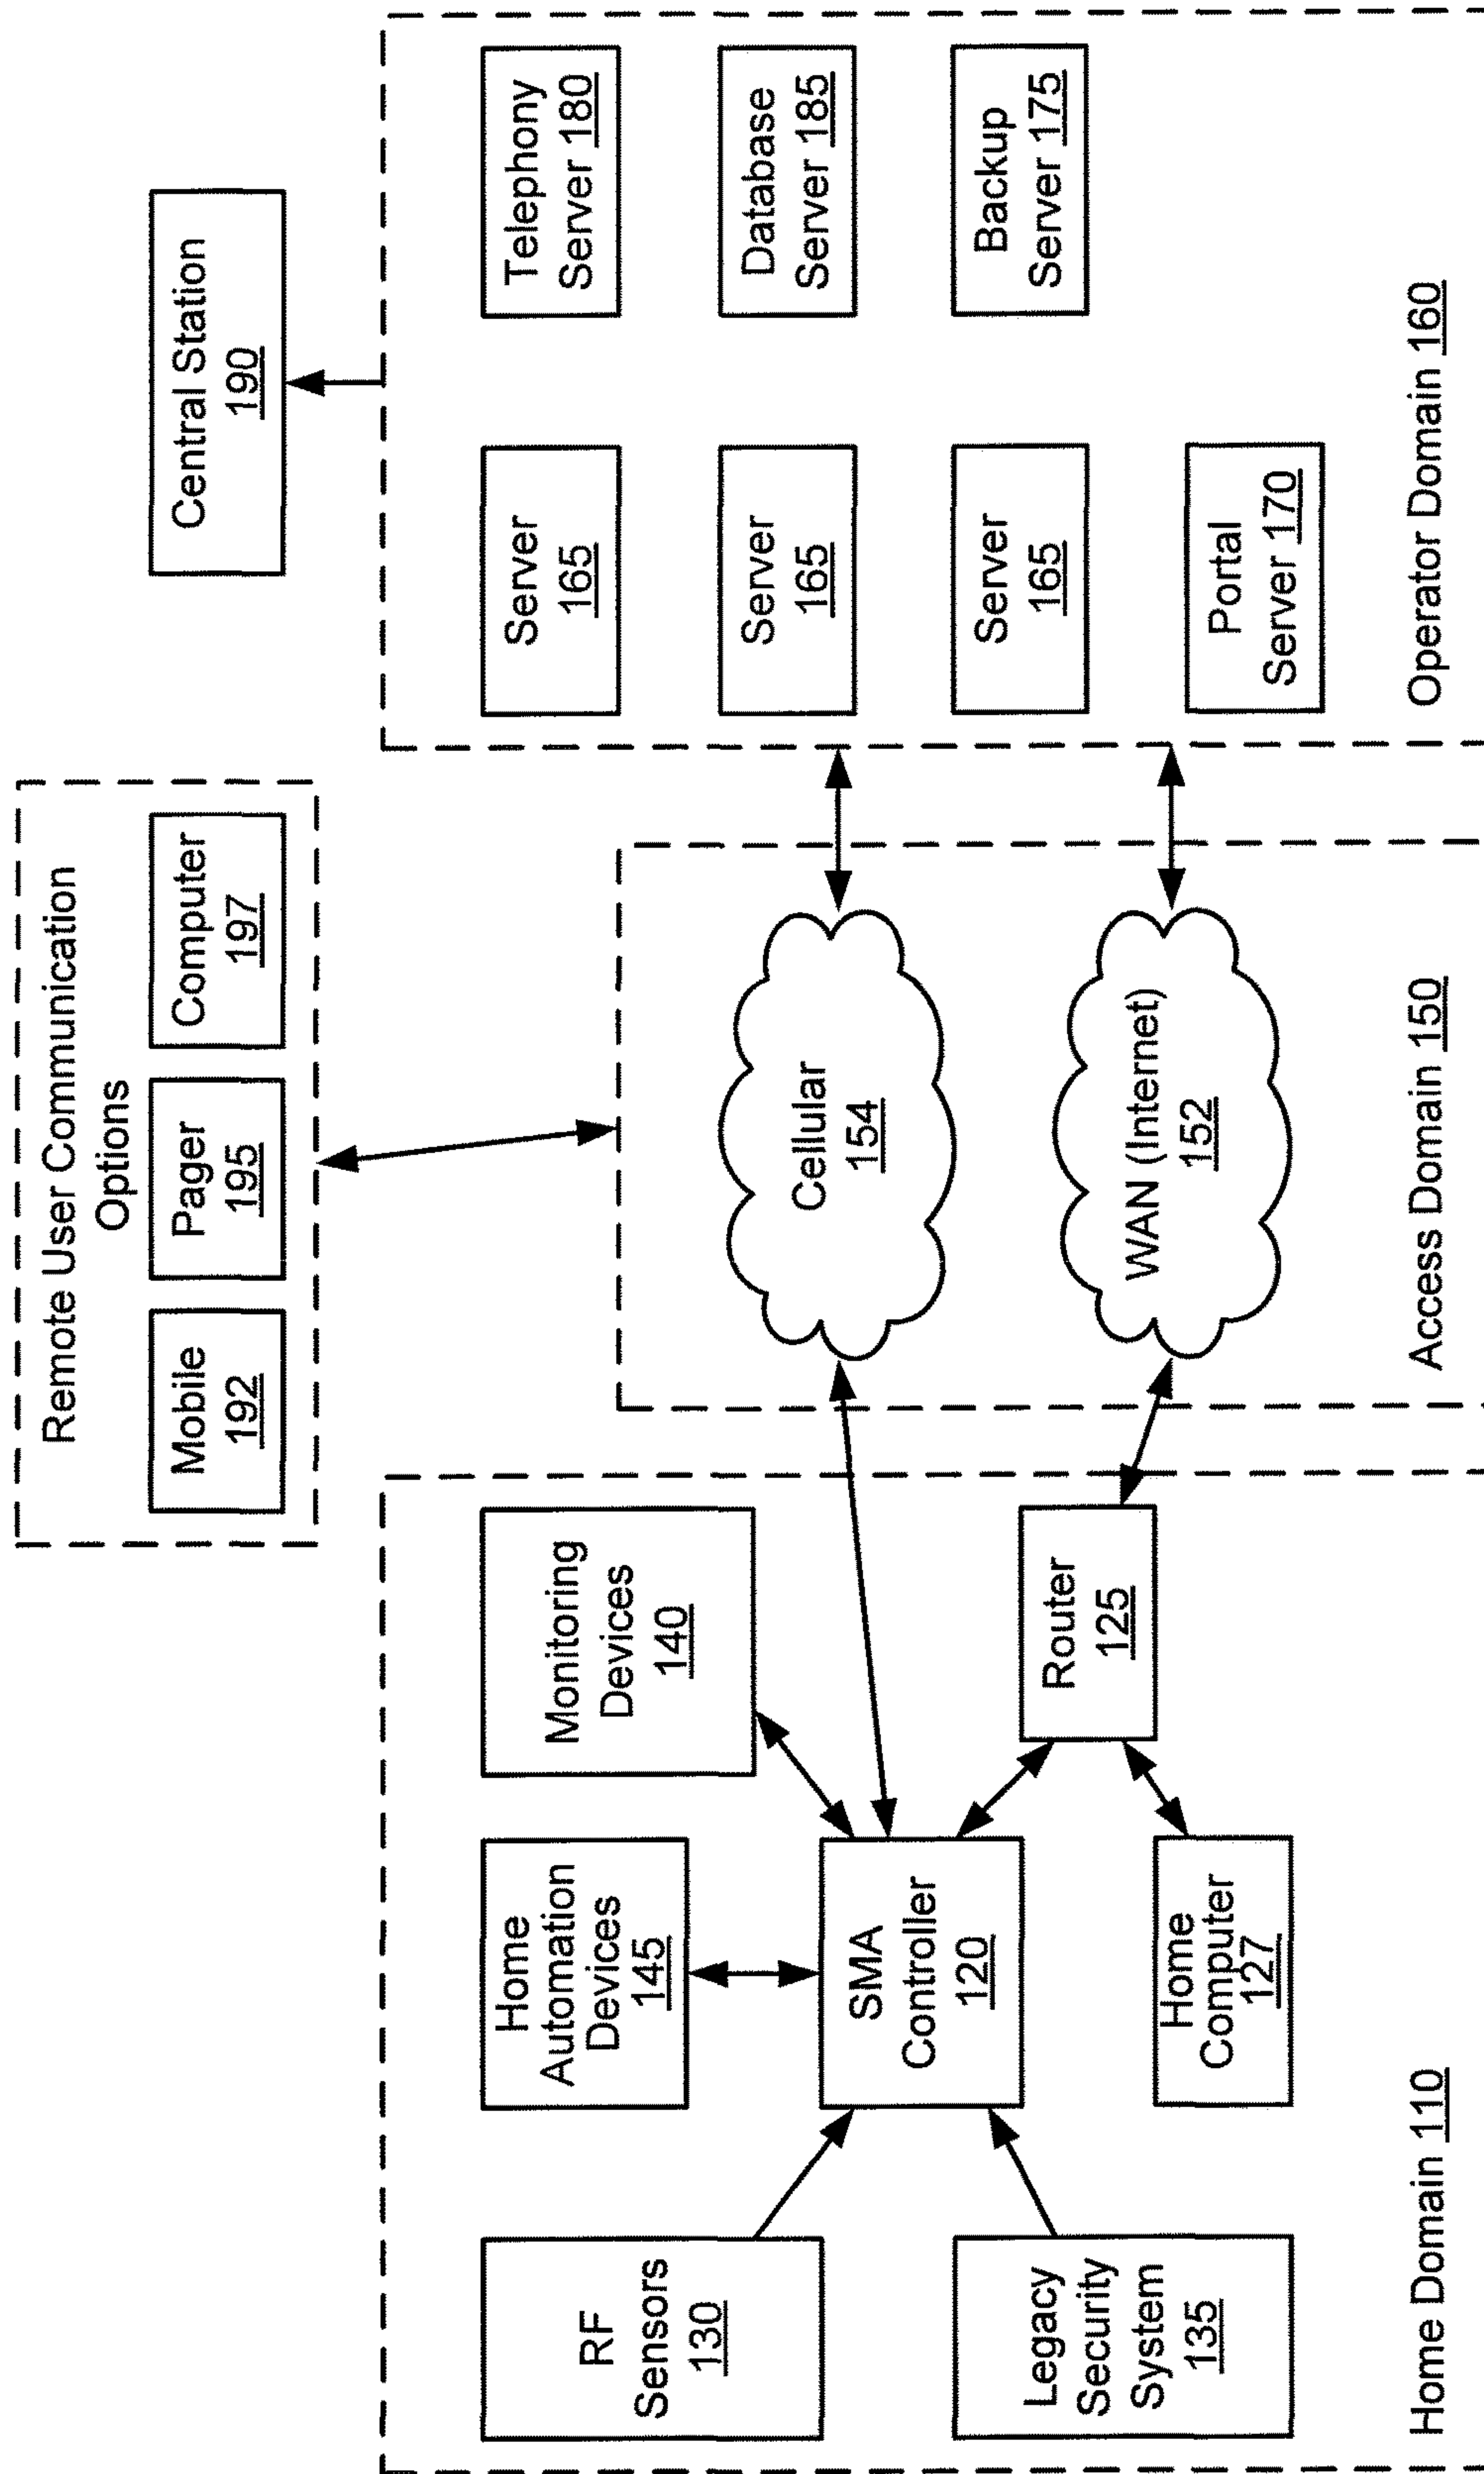 Remote User Communication
Options
Mobile
192
Pager
195
Computer
197
Central Station
190
RF
Sensors
130
Legacy
Security
System
135
Home
Automation
Devices
145
SMA
Controller
120
Home
Computer
127
Monitoring
Devices
140
Router
125
Home Domain 110
Cellular
154
WAN (Internet)
152
Access Domain 150
Server
165
Server
165
Server
165
Portal
Server 170
Telephony
Server 180
Database
Server 185
Backup
Server 175
Operator Domain 160